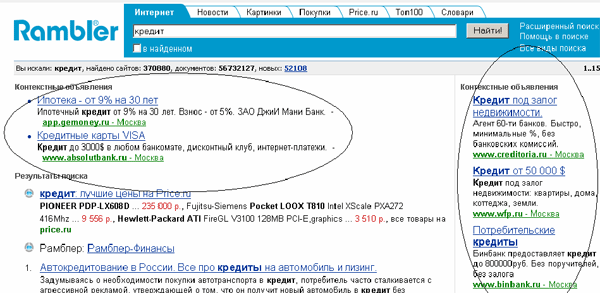 Rambler
Интернет Новости Картинки Покупки Price.ru Топ100 Словари
кредит Найти!
в найденном
Расширенный поиск
Помощь в поиске
Все виды поиска
Вы искали: кредит, найдено сайтов: 370880, документов: 56732127, новых: 52108 1..15
Контекстные объявления
Ипотека - от 9% на 30 лет
Ипотечный кредит от 9% на 30 лет. Взнос - от 5%. ЗАО ДжиИ Мани Банк. -
app.gemoney.ru - Москва
Кредитные карты VISA
Кредит до 3000$ в любом банкомате, дисконтный клуб, интернет-платежи. -
www.absolutbank.ru - Москва
Результаты поиска
кредит: лучшие цены на Price.ru
PIONEER PDP-LX608D ... 235 000 р., Fujitsu-Siemens Pocket LOOX T810 Intel XScale PXA272
416Mhz ... 9 556 р., Hewlett-Packard ATI FireGL V3100 128MB PCI-E,graphics ... 3 510 р., все товары на
price.ru
Рамблер: Рамблер-Финансы
1. Автокредитование в России. Все про кредиты на автомобиль и лизинг.
Задумываясь о необходимости покупки автотранспорта в кредит, потребитель часто сталкивается с
агрессивной рекламой, утверждающей о том, что он получит новый автомобиль в кредит без
Контекстные объявления
Кредит под залог
недвижимости.
Агент 60-ти банков. Быстро,
минимальные %, без
банковских комиссий.
www.creditoria.ru - Москва
Кредит от 50 000 $
Кредит под залог
недвижимости: квартиры, дома,
коттеджа, земли.
www.wfp.ru - Москва
Потребительские
кредиты
Бинбанк предоставляет кредит
до 800000руб. Без поручителей,
без залога
www.binbank.ru - Москва